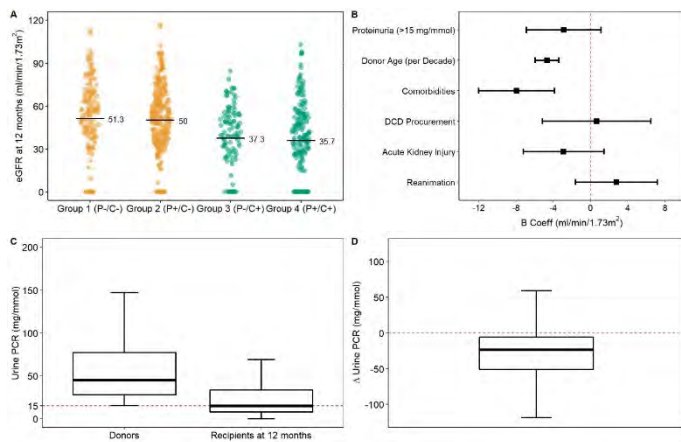 A
eGFR at 12 months (ml/min/1.73m²)
120
90
60
30
0
51.3
50
37.3
35.7
Group 1 (P-/C-)
Group 2 (P+/C-)
Group 3 (P-/C+)
Group 4 (P+/C+)
B
Proteinuria (>15 mg/mmol)
Donor Age (per Decade)
Comorbidities
DCD Procurement
Acute Kidney Injury
Reanimation
-12
-8
-4
0
4
8
B Coeff (ml/min/1.73m²)
C
Urine PCR (mg/mmol)
200
150
100
50
15
0
Donors
Recipients at 12 months
D
Δ Urine PCR (mg/mmol)
100
50
0
-50
-100